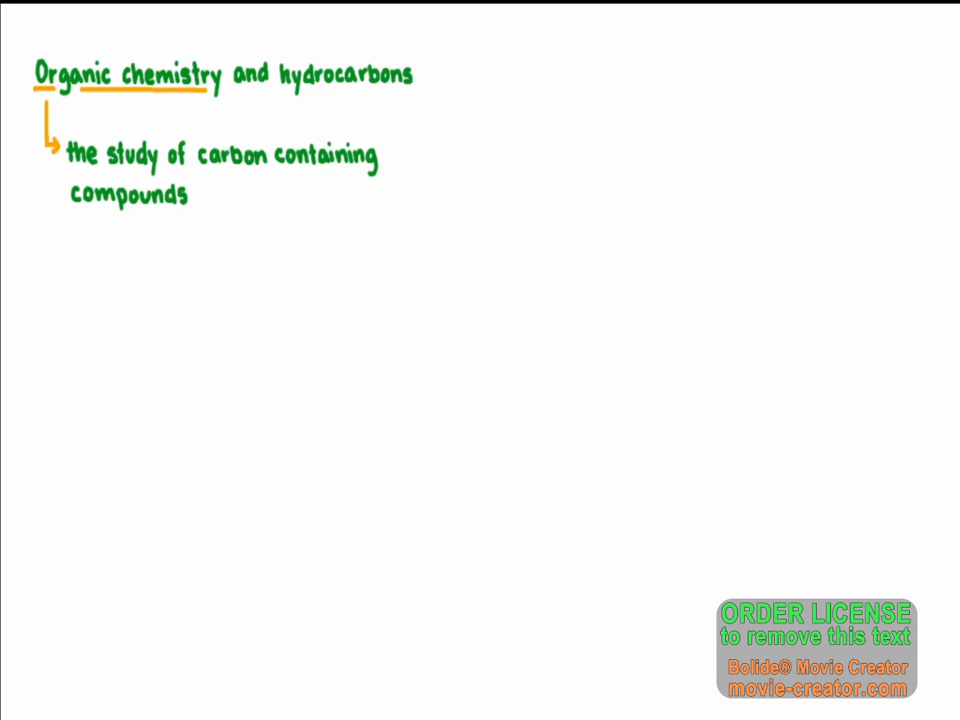 Organic chemistry and hydrocarbons
the study of carbon containing
compounds
ORDER LICENSE
to remove this text
Bolide® Movie Creator
movie-creator.com